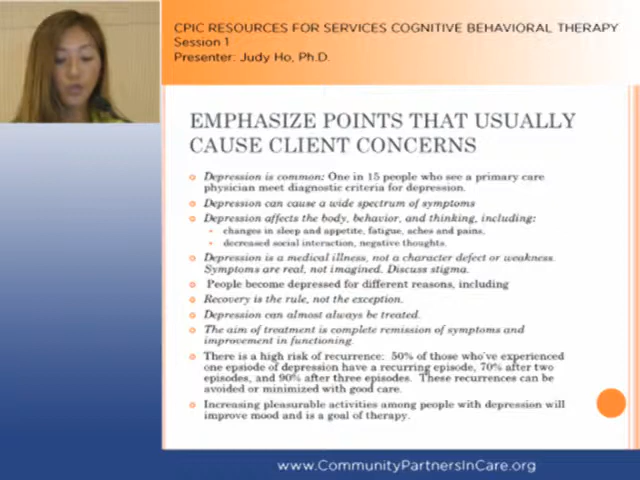 CPIC RESOURCES FOR SERVICES COGNITIVE BEHAVIORAL THERAPY
Session 1
Presenter: Judy Ho, Ph.D.
EMPHASIZE POINTS THAT USUALLY
CAUSE CLIENT CONCERNS
Depression is common: One in 15 people who see a primary care
physician meet diagnostic criteria for depression.
Depression can cause a wide spectrum of symptoms
Depression affects the body, behavior, and thinking, including:
changes in sleep and appetite, fatigue, aches and pains,
decreased social interaction, negative thoughts.
Depression is a medical illness, not a character defect or weakness.
Symptoms are real, not imagined. Discuss stigma.
People become depressed for different reasons, including
Recovery is the rule, not the exception.
Depression can almost always be treated.
The aim of treatment is complete remission of symptoms and
improvement in functioning.
There is a high risk of recurrence: 50% of those who've experienced
one epsiode of depression have a recurring episode, 70% after two
episodes, and 90% after three episodes. These recurrences can be
avoided or minimized with good care.
Increasing pleasurable activities among people with depression will
improve mood and is a goal of therapy.
www.CommunityPartnersInCare.org